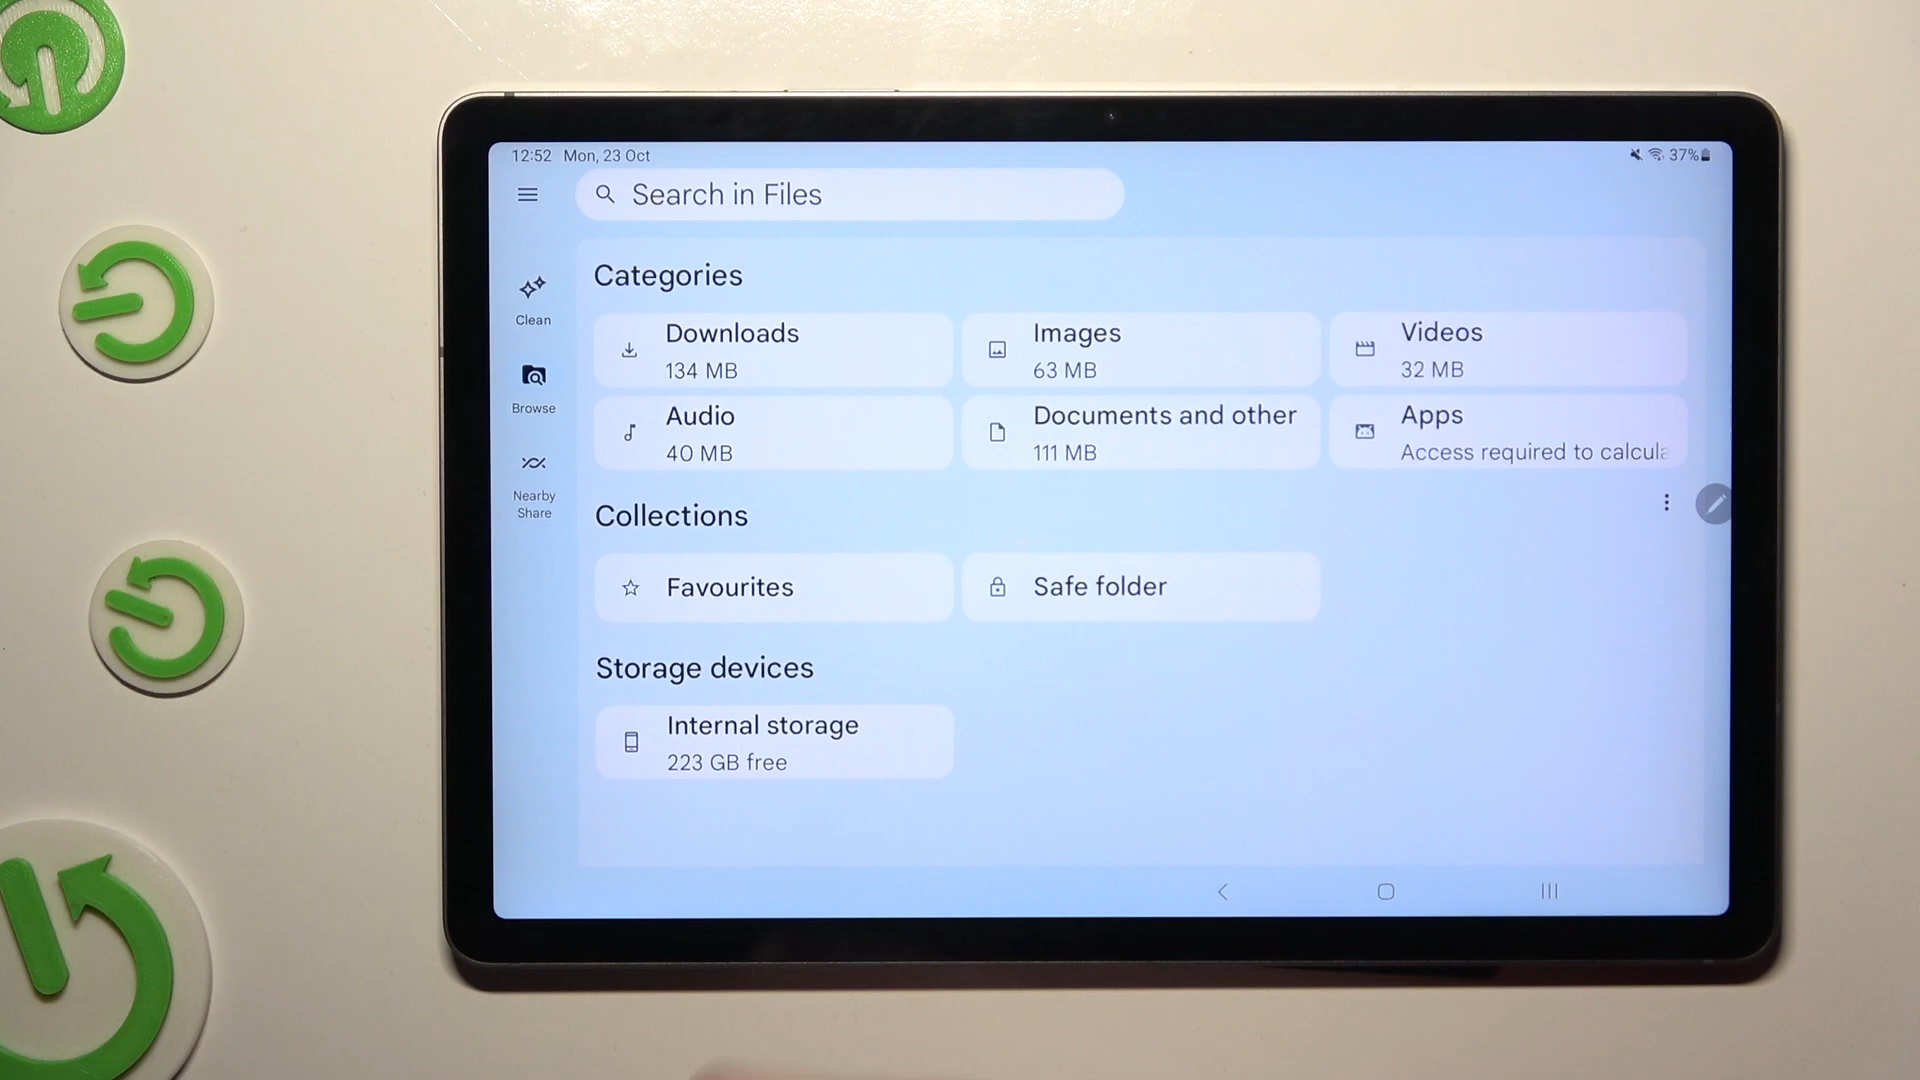 12:52 Mon, 23 Oct
37%
Search in Files
Categories
Clean
Downloads
134 MB
Images
63 MB
Videos
32 MB
Browse
Audio
40 MB
Documents and other
111 MB
Apps
Access required to calcula
Nearby
Share
Collections
Favourites
Safe folder
Storage devices
Internal storage
223 GB free